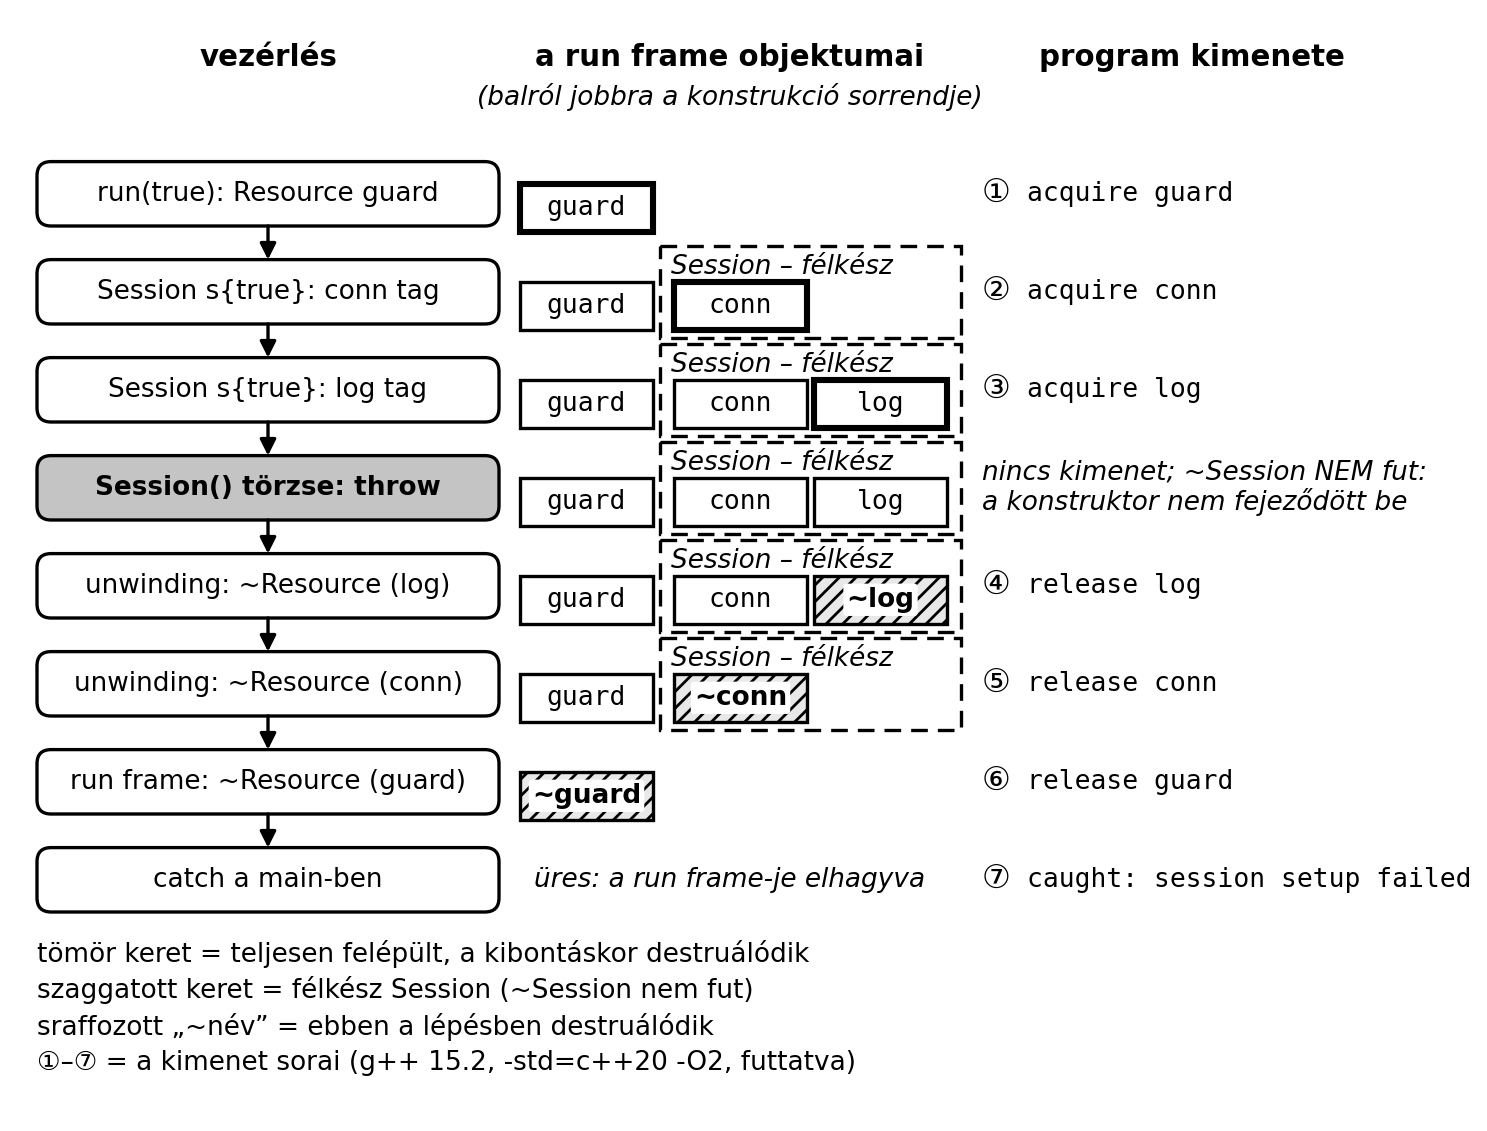 vezérlés
a run frame objektumai
(balról jobbra a konstrukció sorrendje)
program kimenete
run(true): Resource guard
guard
① acquire guard
Session – félkész
Session s{true}: conn tag
guard
conn
② acquire conn
Session – félkész
Session s{true}: log tag
guard
conn
log
③ acquire log
Session – félkész
Session() törzse: throw
guard
conn
log
nincs kimenet; ~Session NEM fut:
a konstruktor nem fejeződött be
Session – félkész
unwinding: ~Resource (log)
guard
conn
~log
④ release log
Session – félkész
unwinding: ~Resource (conn)
guard
~conn
⑤ release conn
run frame: ~Resource (guard)
~guard
⑥ release guard
catch a main-ben
üres: a run frame-je elhagyva
⑦ caught: session setup failed
tömör keret = teljesen felépült, a kibontáskor destruálódik
szaggatott keret = félkész Session (~Session nem fut)
sraffozott „~név” = ebben a lépésben destruálódik
①–⑦ = a kimenet sorai (g++ 15.2, -std=c++20 -O2, futtatva)